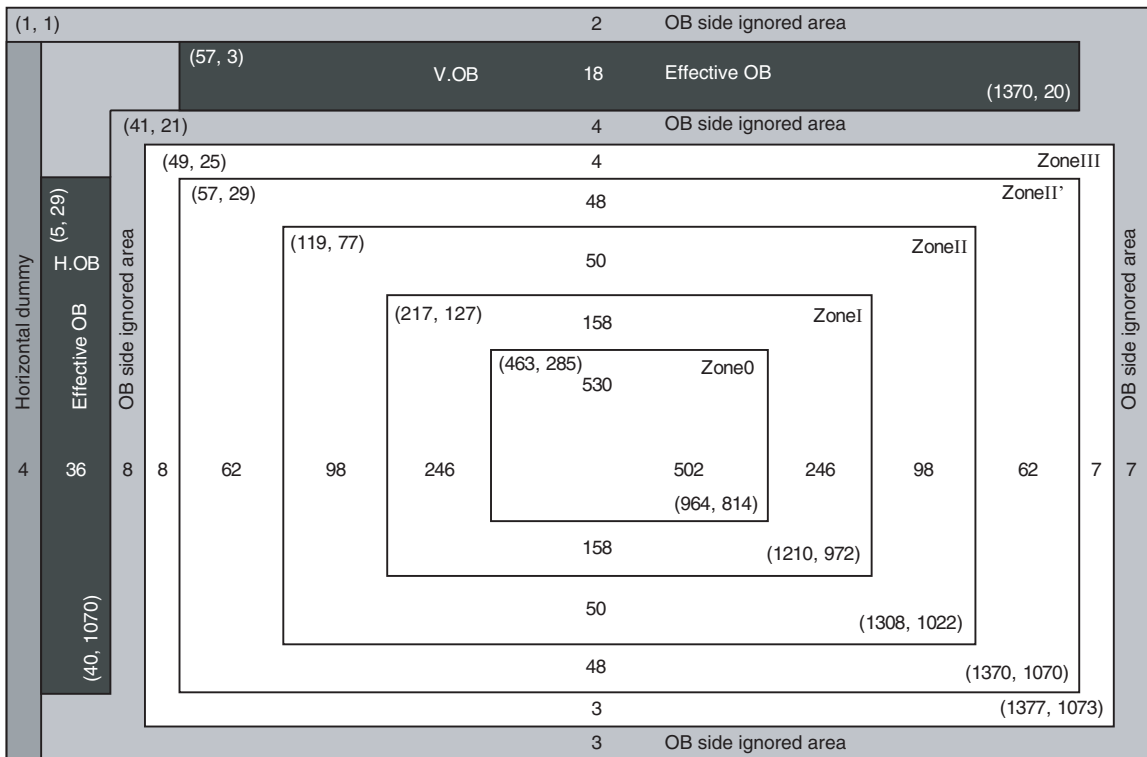 (1, 1) 2 OB side ignored area
(57, 3)
V.OB 18 Effective OB
(1370, 20)
(41, 21) 4 OB side ignored area
(49, 25) 4 ZoneIII
(57, 29) ZoneII’
48
(119, 77) ZoneII
50
(217, 127) ZoneI
158
(463, 285) Zone0
530
Horizontal dummy
(5, 29)
H.OB
Effective OB
(40, 1070)
OB side ignored area
OB side ignored area
4 36 8 8 62 98 246 502 246 98 62 7 7
(964, 814)
158
(1210, 972)
50
(1308, 1022)
48
(1370, 1070)
3 (1377, 1073)
3 OB side ignored area